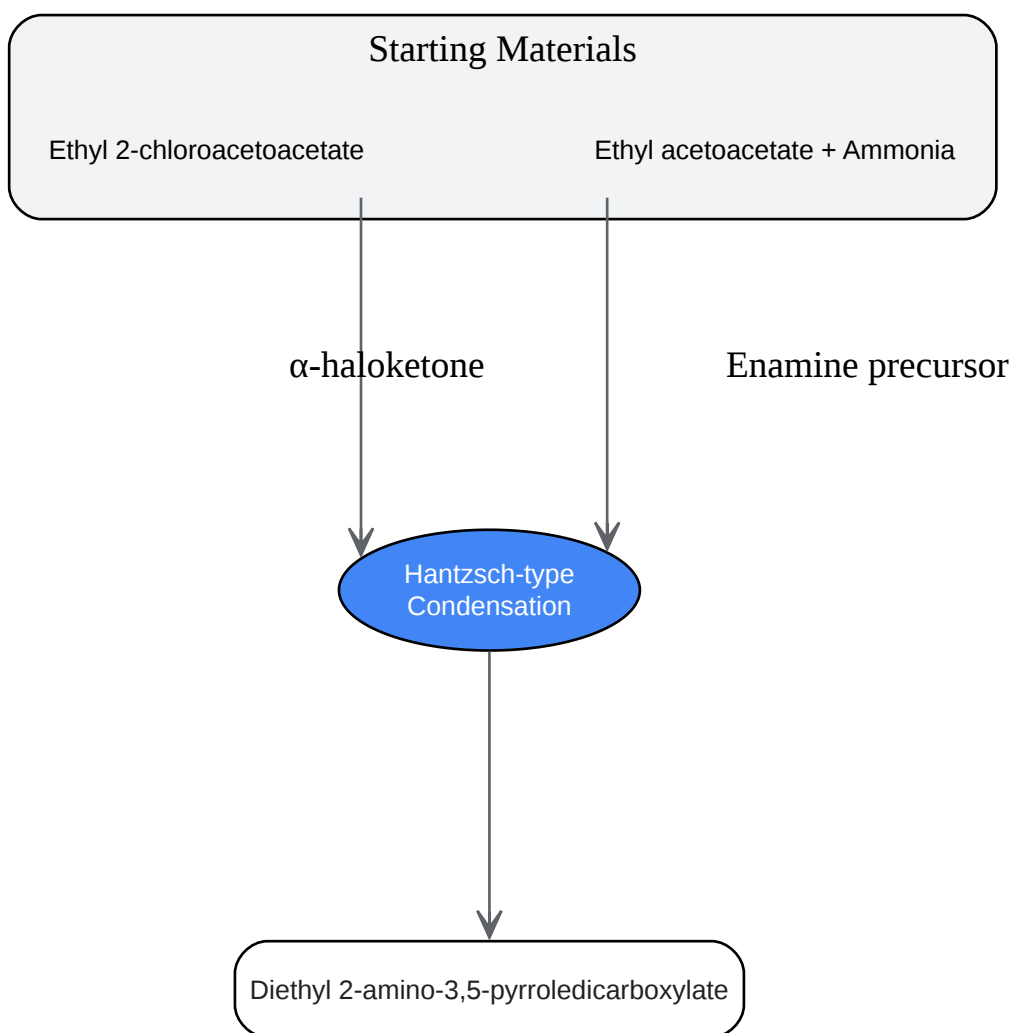 Starting Materials
Ethyl 2-chloroacetoacetate
Ethyl acetoacetate + Ammonia
α-haloketone
Enamine precursor
Hantzsch-type
Condensation
Diethyl 2-amino-3,5-pyrroledicarboxylate